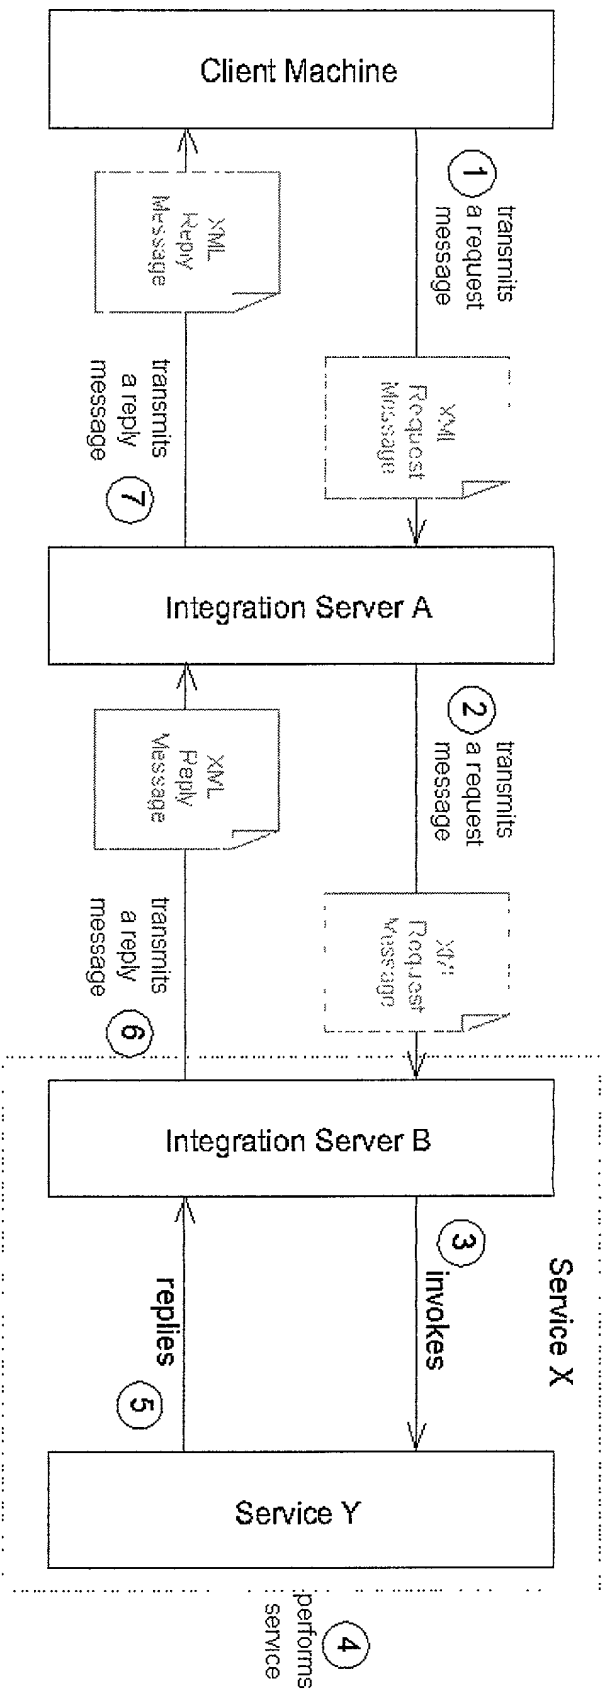 Client Machine
1
transmits
a request
message
XML
Reply
Message
XML
Request
Message
transmits
a reply
message
7
Integration Server A
2
transmits
a request
message
XML
Reply
Message
XML
Request
Message
transmits
a reply
message
6
Integration Server B
Service X
3
invokes
replies
5
Service Y
4
performs
service